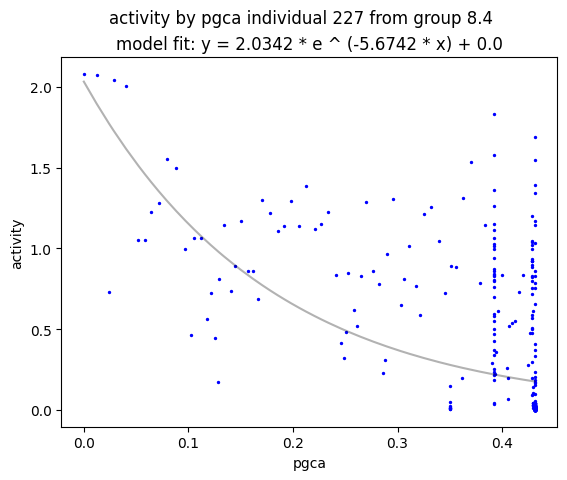 activity by pgca individual 227 from group 8.4
model fit: y = 2.0342 * e ^ (-5.6742 * x) + 0.0
2.0
1.5
1.0
0.5
0.0
activity
0.0 0.1 0.2 0.3 0.4
pgca